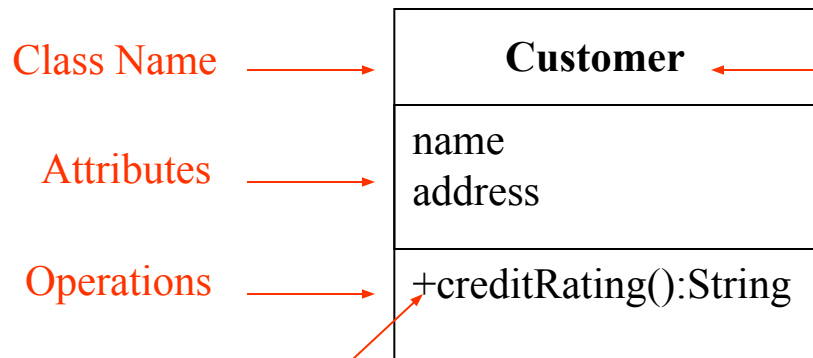 Class Name
Customer
Attributes
name
address
Operations
+creditRating():String